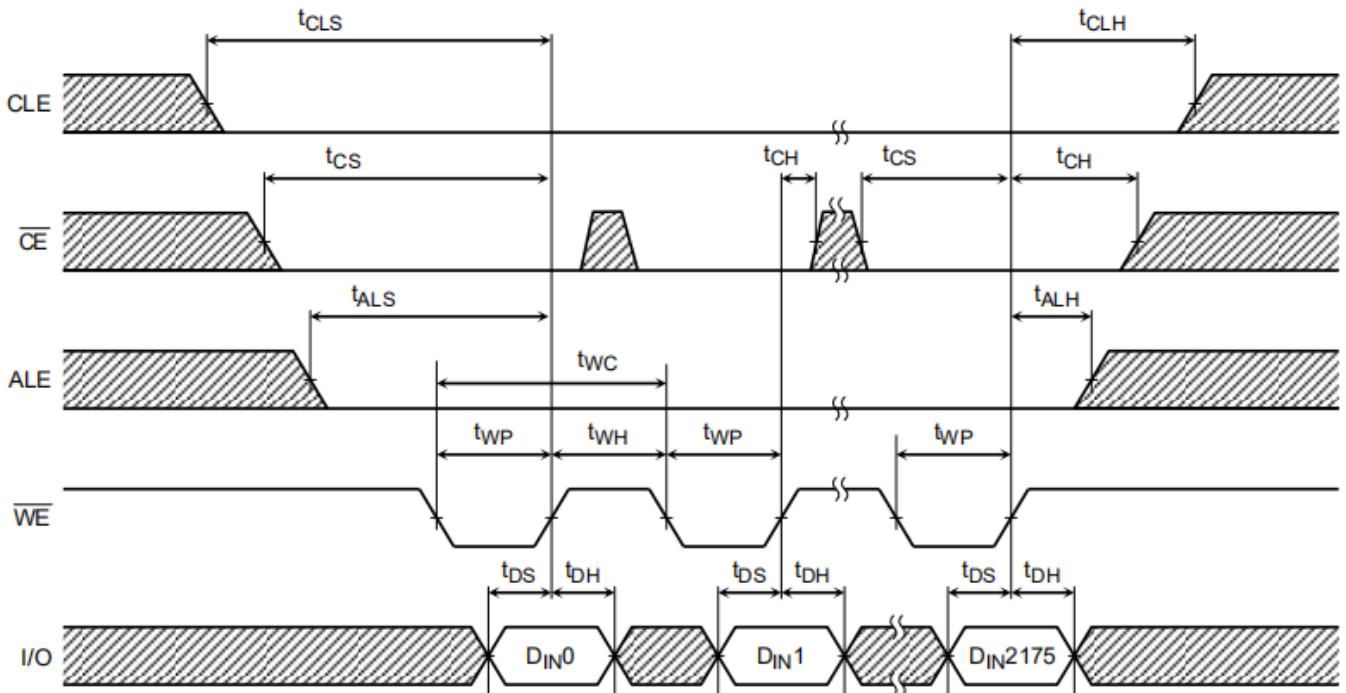 tCLS tCLH
CLE
tCS tCH tCS tCH
CE
tALS tALH
ALE
tWC
tWP tWH tWP tWP
WE
tDS tDH tDS tDH tDS tDH
I/O DIN0 DIN1 DIN2175